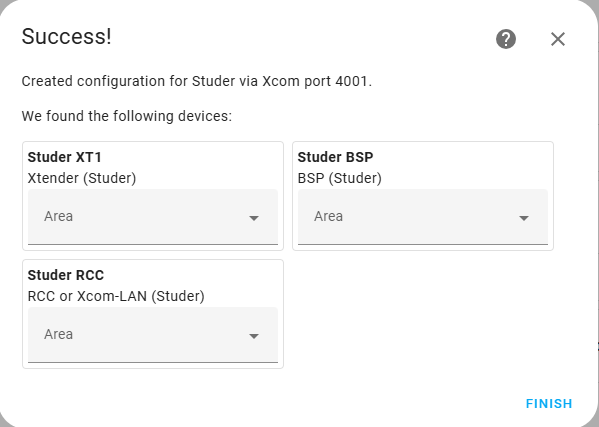 Success!
Created configuration for Studer via Xcom port 4001.
We found the following devices:
Studer XT1
Xtender (Studer)
Area
Studer BSP
BSP (Studer)
Area
Studer RCC
RCC or Xcom-LAN (Studer)
Area
FINISH